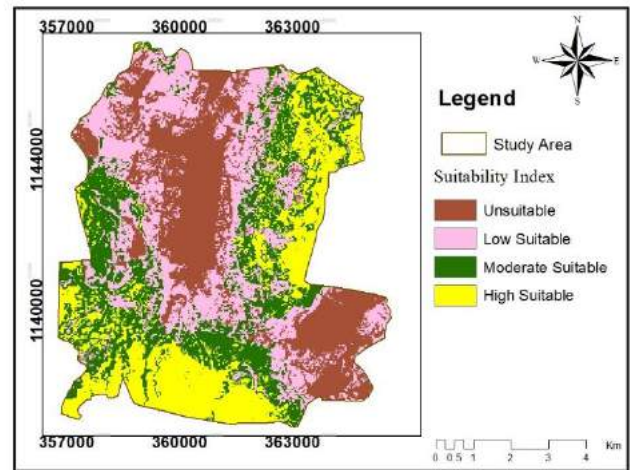 357000 360000 363000
N
W E
S
1144000
1140000
Legend
Study Area
Suitability Index
Unsuitable
Low Suitable
Moderate Suitable
High Suitable
357000 360000 363000
Km
0 0.5 1 2 3 4